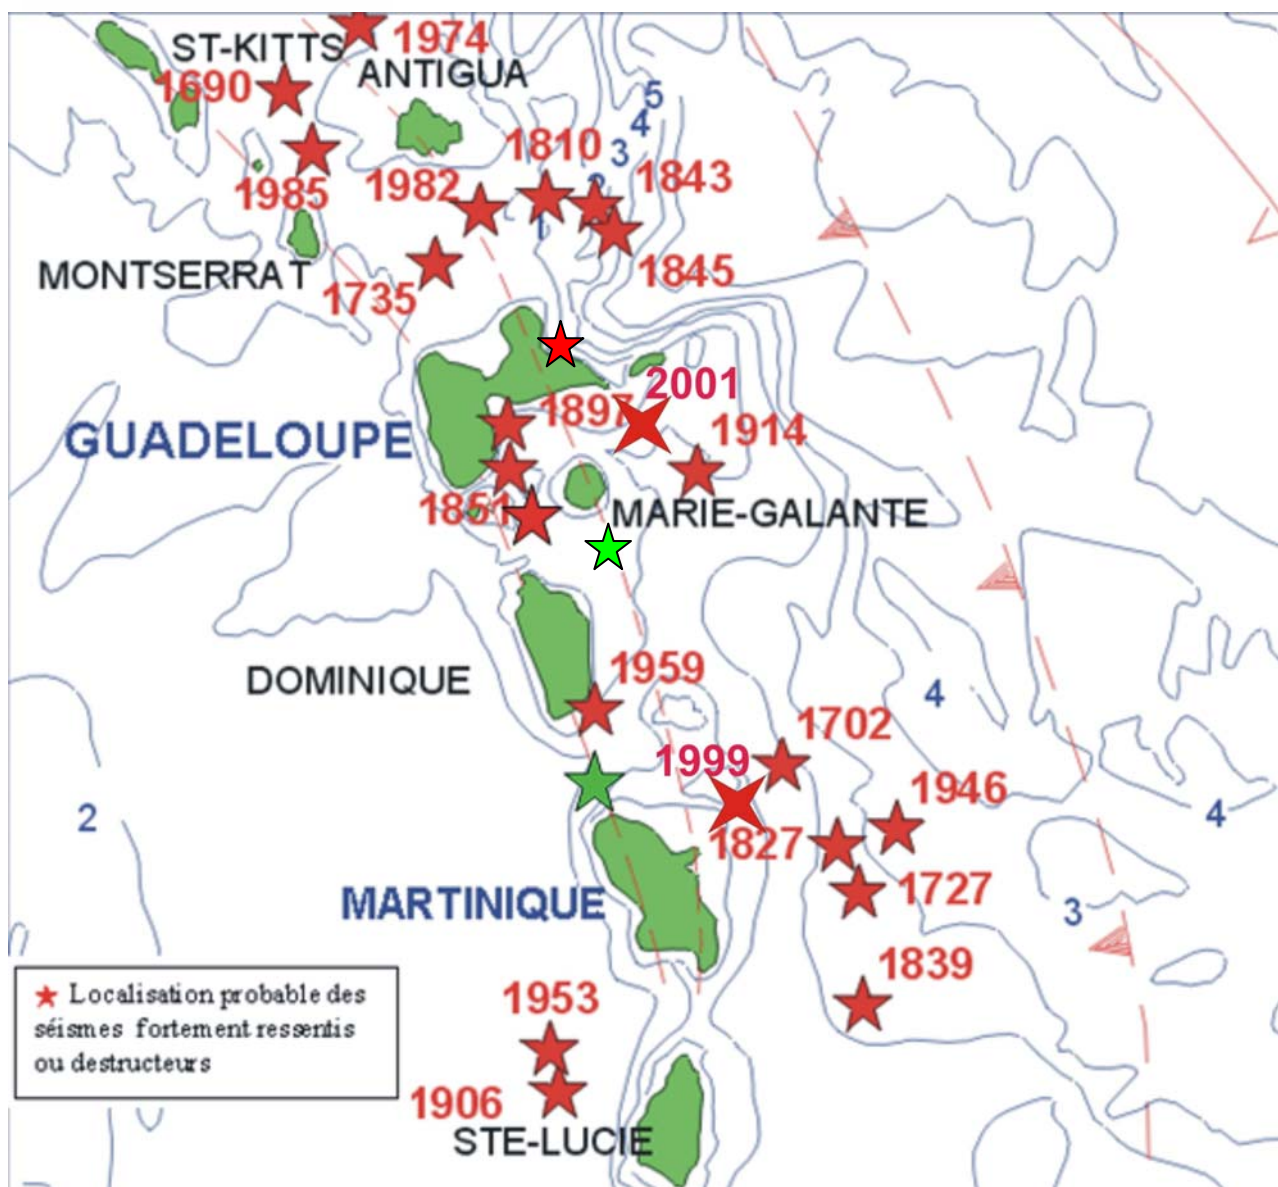 1974
ST-KITTS
ANTIGUA
1690
5
4
1810
3
2
1843
1985
1982
1
1845
MONTSERRAT
1735
2001
1897
1914
GUADELOUPE
1851
MARIE-GALANTE
1959
DOMINIQUE
4
1702
1999
1946
2
4
1827
1727
MARTINIQUE
3
1839
Localisation probable des
séismes fortement ressentis
ou destructeurs
1953
1906
STE-LUCIE